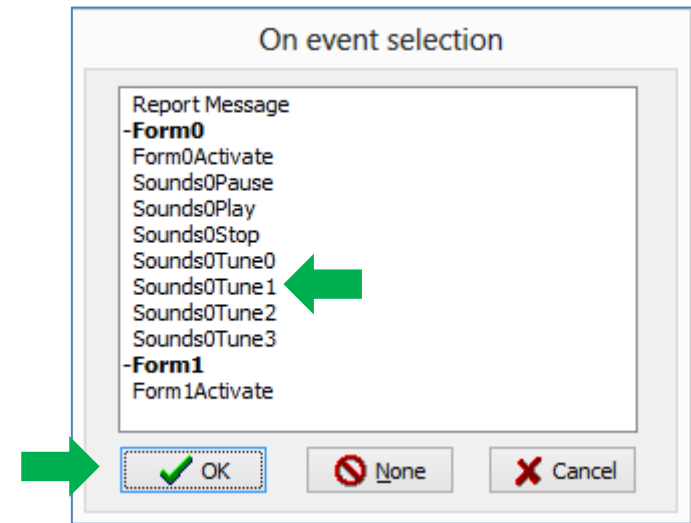 On event selection
Report Message
-Form0
Form0Activate
Sounds0Pause
Sounds0Play
Sounds0Stop
Sounds0Tune0
Sounds0Tune1
Sounds0Tune2
Sounds0Tune3
-Form1
Form1Activate
OK None Cancel